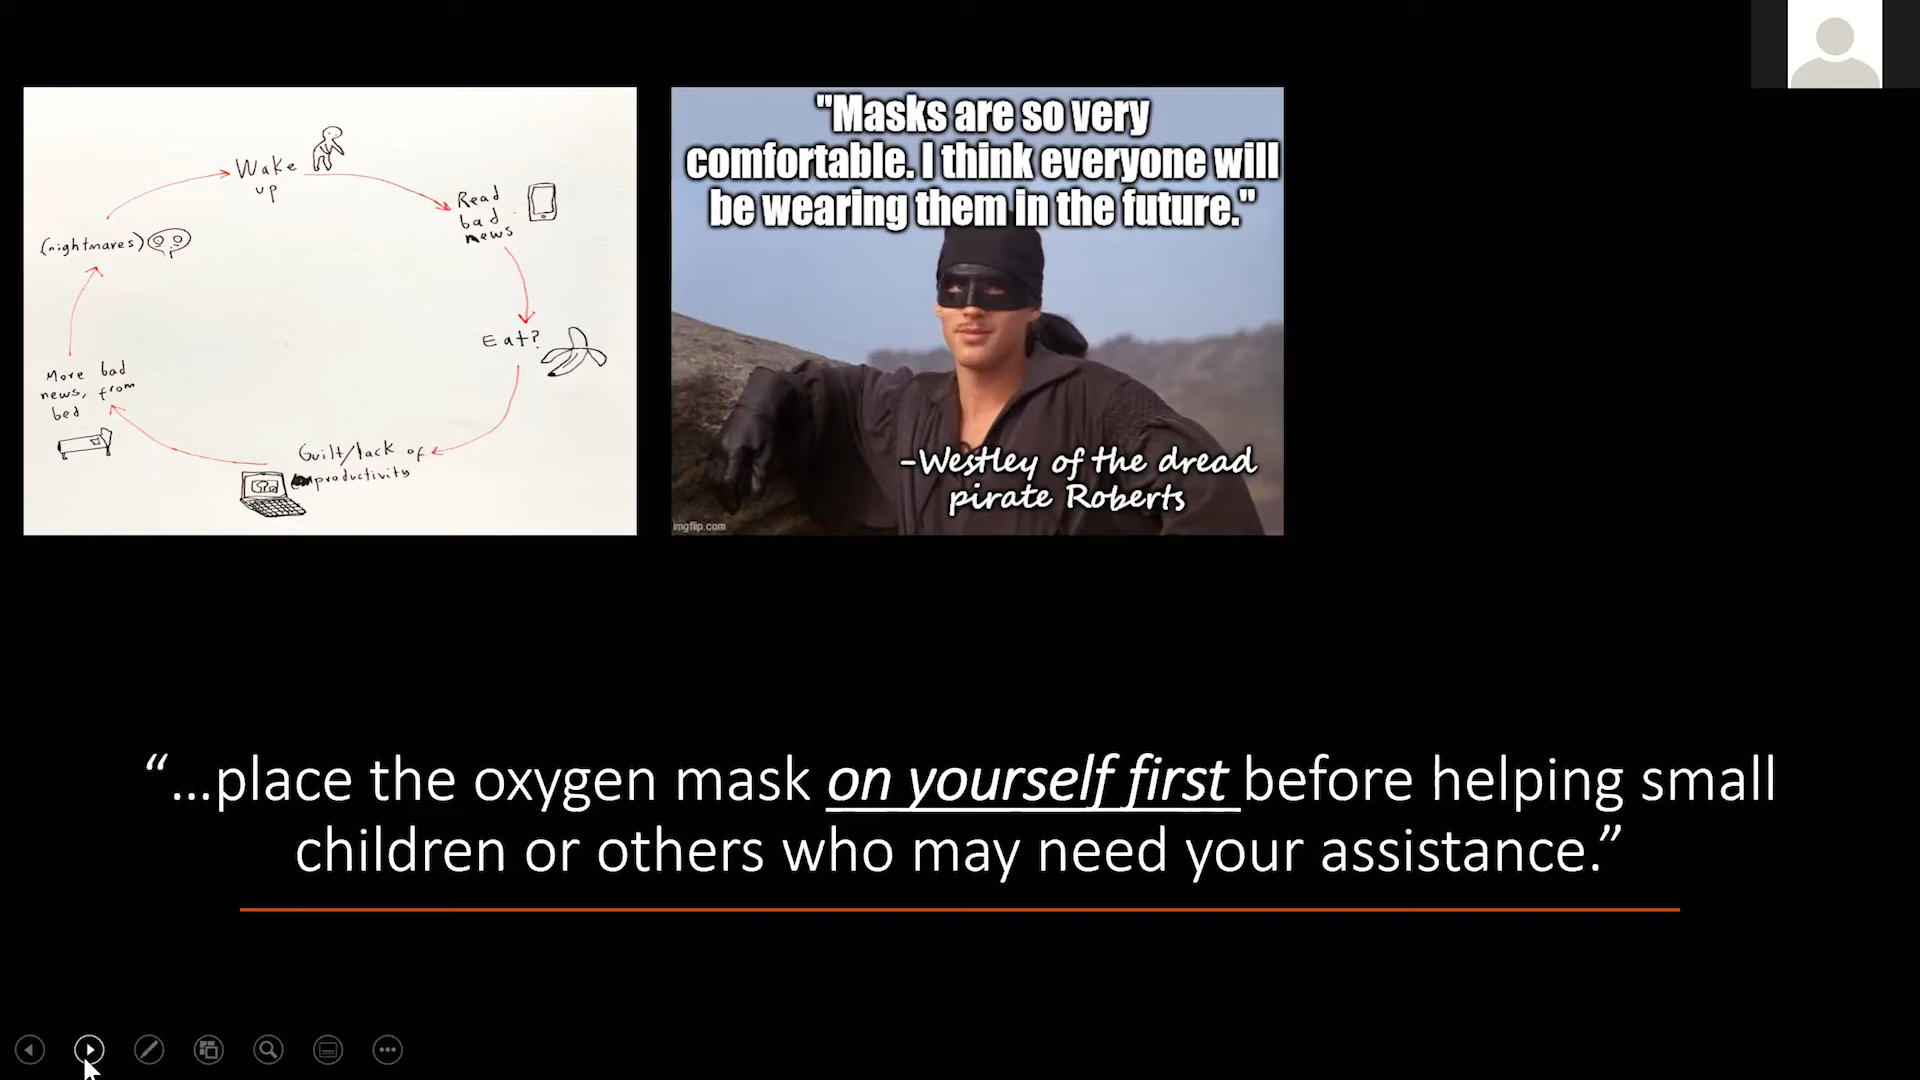 Wake
up
Read
bad
news
Eat?
Guilt/lack of
productivity
More bad
news, from
bed
(nightmares)
"Masks are so very
comfortable. I think everyone will
be wearing them in the future."
-Westley of the dread
pirate Roberts
imgflip.com
“…place the oxygen mask on yourself first before helping small
children or others who may need your assistance.”